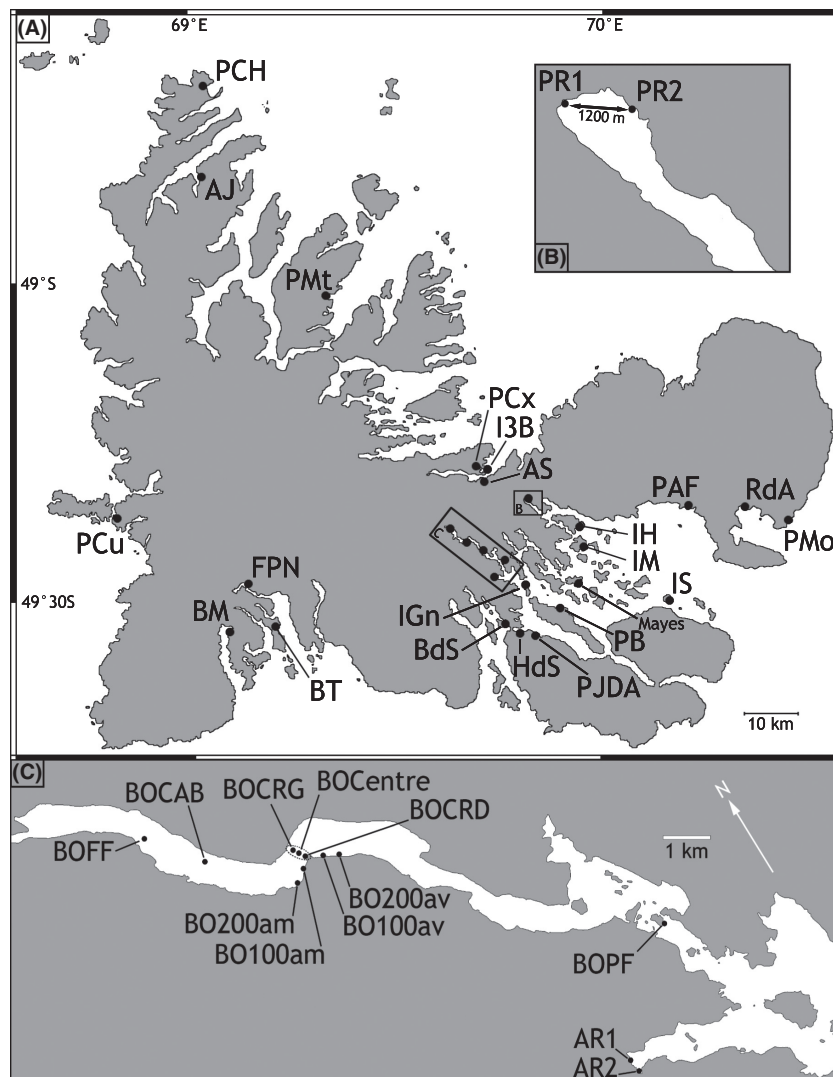 (A)
69°E
70°E
PCH
PR1
PR2
1200 m
(B)
AJ
49°S
PMt
PCx
I3B
AS
B
PAF
RdA
C
PCu
IH
IM
PMo
FPN
IS
49°30S
IGn
Mayes
BM
PB
BdS
HdS
BT
PJDA
10 km
(C)
BOCentre
BOCAB
BOCRG
BOCRD
N
1 km
BOFF
BO200av
BO200am
BO100av
BO100am
BOPF
AR1
AR2